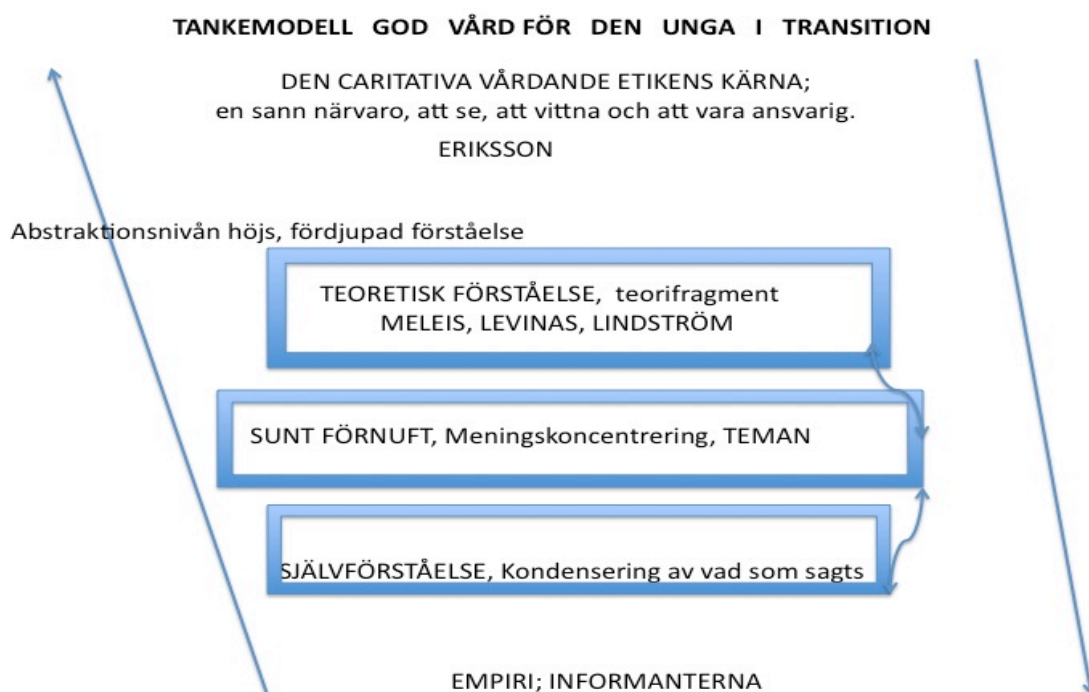 TANKEMODELL GOD VÅRD FÖR DEN UNGA I TRANSITION
DEN CARITATIVA VÅRDANDE ETIKENS KÄRNA;
en sann närvaro, att se, att vittna och att vara ansvarig.
ERIKSSON
Abstraktionsnivån höjs, fördjupad förståelse
TEORETISK FÖRSTÅELSE, teorifragment
MELEIS, LEVINAS, LINDSTRÖM
SUNT FÖRNUFT, Meningskoncentrering, TEMAN
SJÄLVFÖRSTÅELSE, Kondensering av vad som sagts
EMPIRI; INFORMANTERNA